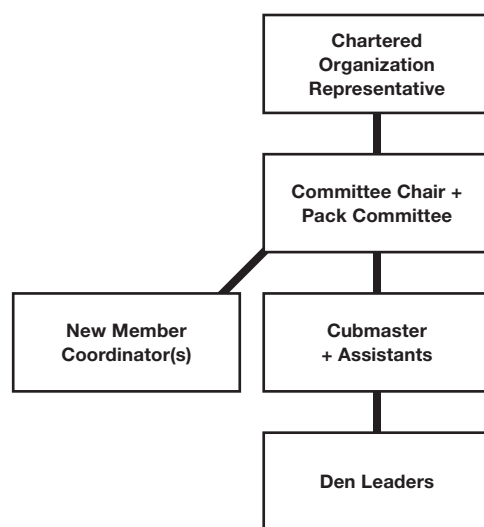 Chartered
Organization
Representative
Committee Chair +
Pack Committee
New Member
Coordinator(s)
Cubmaster
+ Assistants
Den Leaders